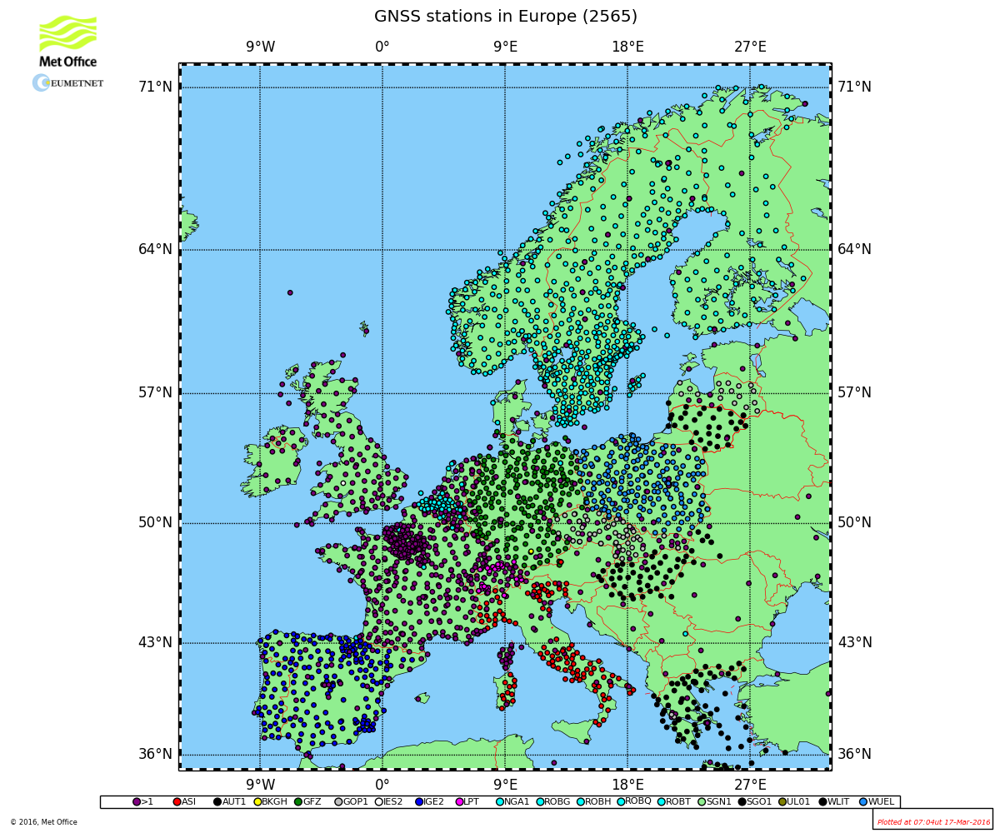 GNSS stations in Europe (2565)
Met Office
EUMETNET
9°W 0° 9°E 18°E 27°E
71°N 71°N
64°N 64°N
57°N 57°N
50°N 50°N
43°N 43°N
36°N 36°N
9°W 0° 9°E 18°E 27°E
>1 ASI AUT1 BKGH GFZ GOP1 IES2 IGE2 LPT NGA1 ROBG ROBH ROBQ ROBT SGN1 SGO1 UL01 WLIT WUEL
© 2016, Met Office
Plotted at 07:04ut 17-Mar-2016